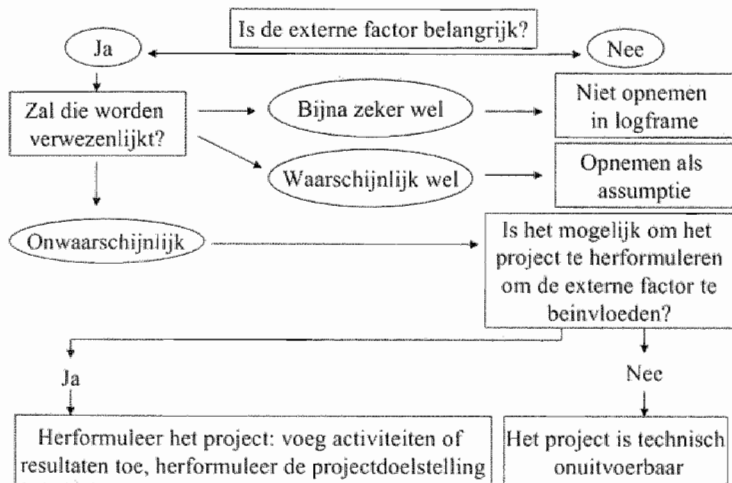 Is de externe factor belangrijk?
Ja
Nee
Zal die worden
verwezenlijkt?
Bijna zeker wel
Niet opnemen
in logframe
Waarschijnlijk wel
Opnemen als
assumptie
Onwaarschijnlijk
Is het mogelijk om het
project te herformuleren
om de externe factor te
beinvloeden?
Ja
Nee
Herformuleer het project: voeg activiteiten of
resultaten toe, herformuleer de projectdoelstelling
Het project is technisch
onuitvoerbaar